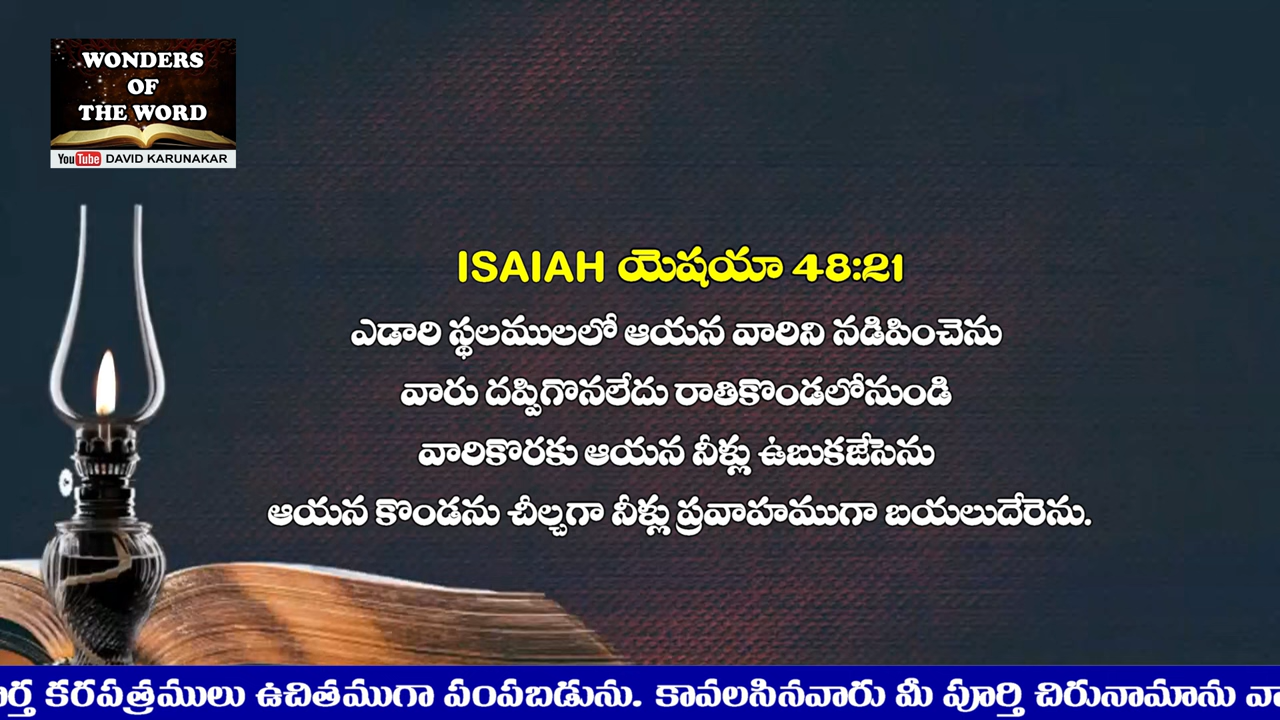 WONDERS
OF
THE WORD
YouTube DAVID KARUNAKAR
ISAIAH యెషయా 48:21
ఎడారి స్థలములలో ఆయన వారిని నడిపించెను
వారు దప్పిగొనలేదు రాతికొండలోనుండి
వారికొరకు ఆయన నీళ్లు ఉబుకజేసెను
ఆయన కొండను చీల్చగా నీళ్లు ప్రవాహముగా బయలుదేరెను.
కరపత్రములు ఉచితముగా పంపబడును. కావలసినవారు మీ పూర్తి చిరునామాను